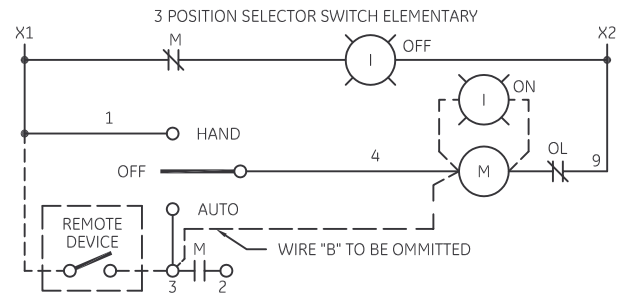 3 POSITION SELECTOR SWITCH ELEMENTARY
X1
X2
M
I
OFF
I
ON
1
HAND
OFF
4
M
OL
9
AUTO
REMOTE
DEVICE
M
WIRE "B" TO BE OMMITTED
3
2